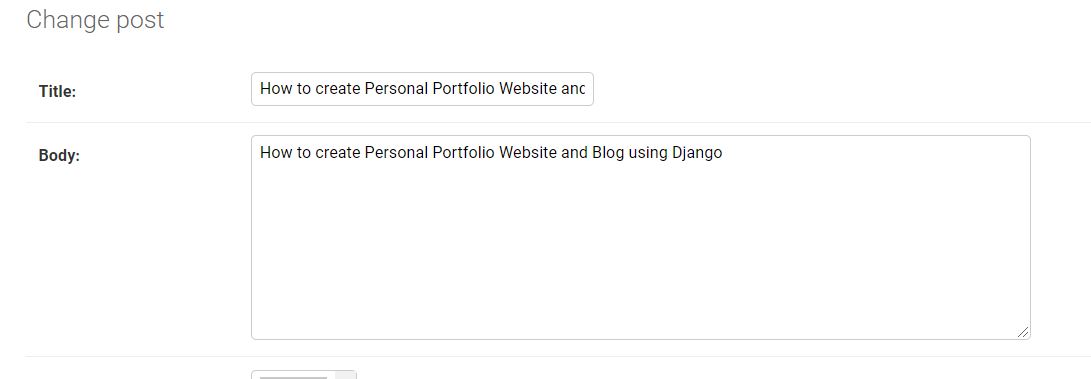 Change post
Title:
How to create Personal Portfolio Website and
Body:
How to create Personal Portfolio Website and Blog using Django